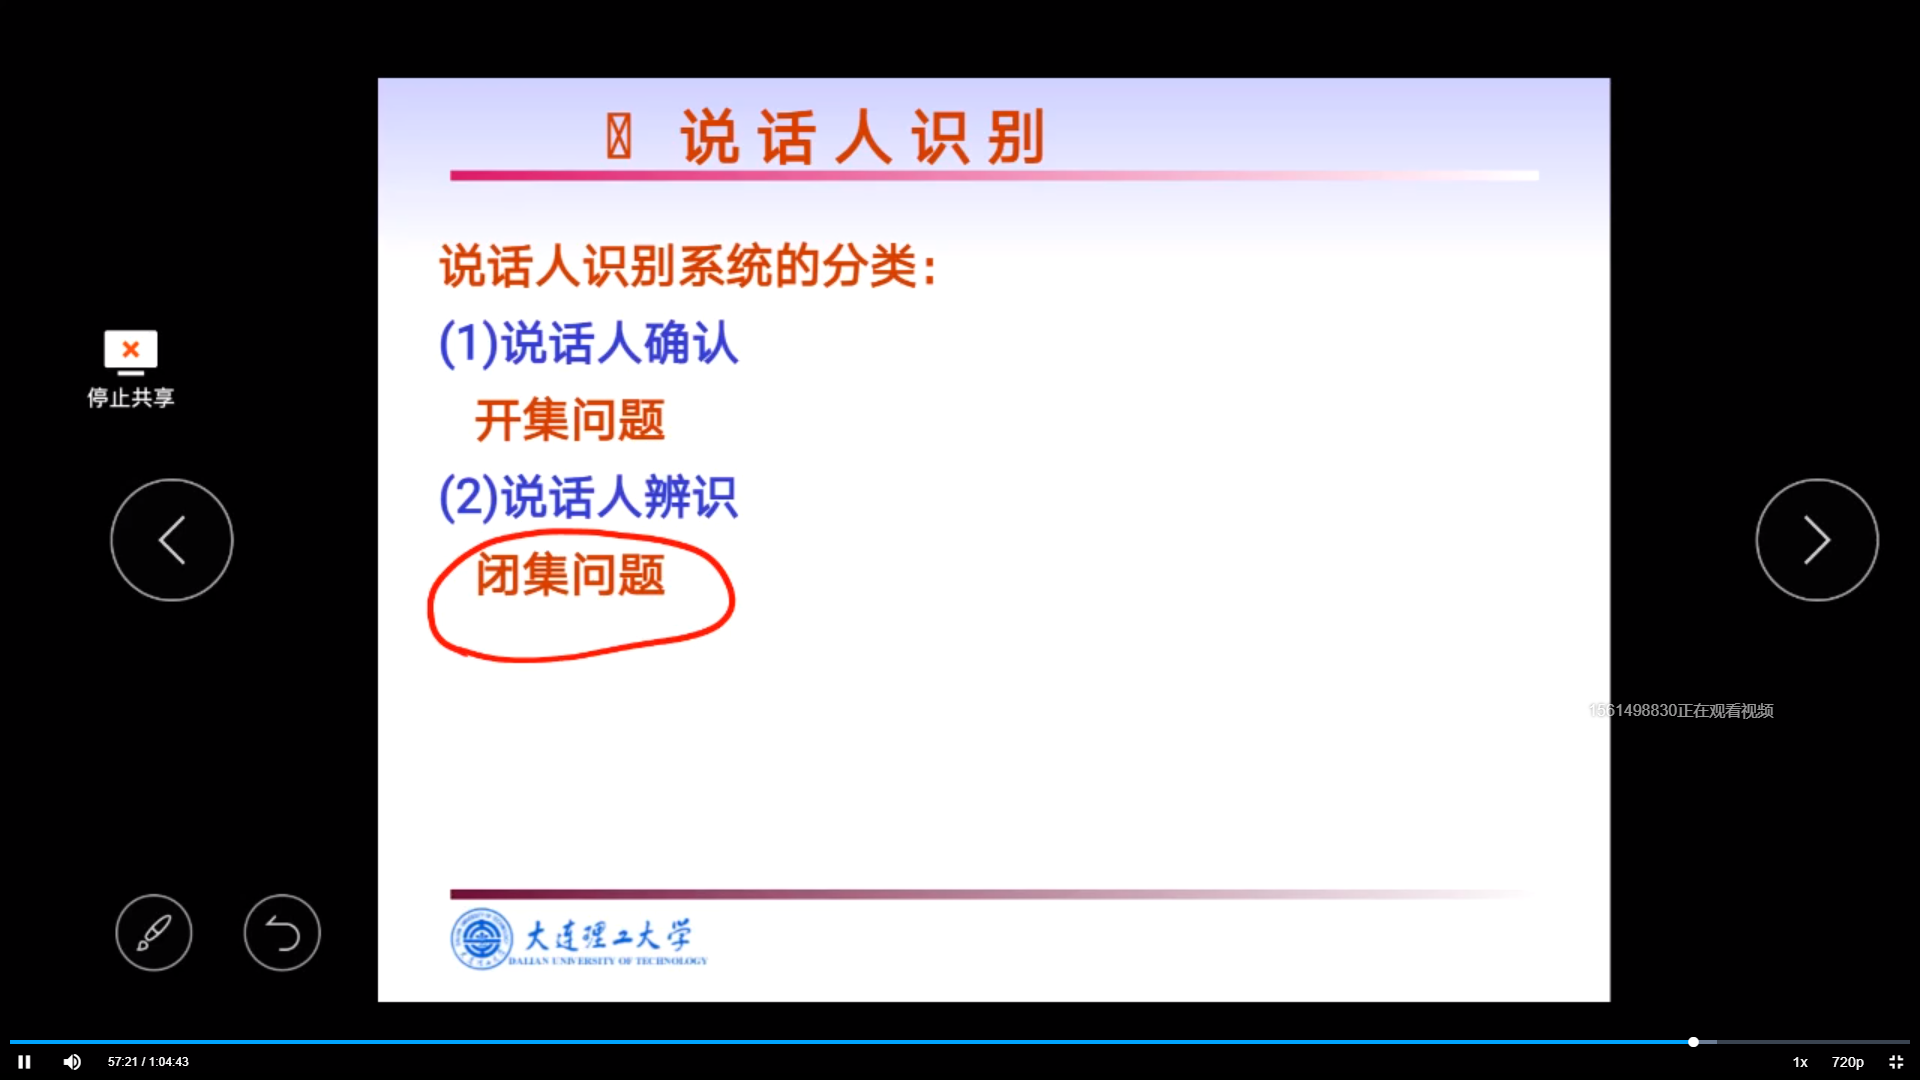 说话人识别
说话人识别系统的分类：
(1)说话人确认
开集问题
(2)说话人辨识
闭集问题
停止共享
1561498830正在观看视频
大连理工大学
DALIAN UNIVERSITY OF TECHNOLOGY
57:21 / 1:04:43
1x
720p